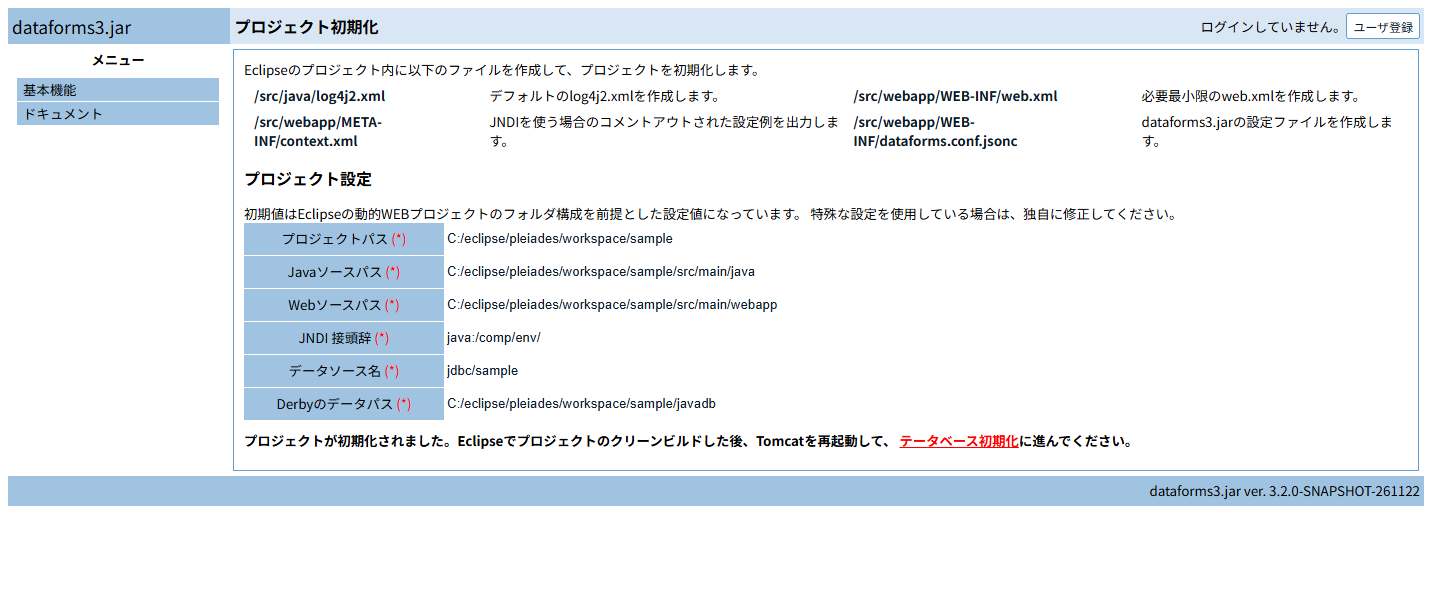 dataforms3.jar
プロジェクト初期化
ログインしていません。 ユーザ登録
メニュー
基本機能
ドキュメント
Eclipseのプロジェクト内に以下のファイルを作成して、プロジェクトを初期化します。
/src/java/log4j2.xml デフォルトのlog4j2.xmlを作成します。 /src/webapp/WEB-INF/web.xml 必要最小限のweb.xmlを作成します。
/src/webapp/META-
INF/context.xml
JNDIを使う場合のコメントアウトされた設定例を出力しま
す。
/src/webapp/WEB-
INF/dataforms.conf.jsonc
dataforms3.jarの設定ファイルを作成しま
す。
プロジェクト設定
初期値はEclipseの動的WEBプロジェクトのフォルダ構成を前提とした設定値になっています。 特殊な設定を使用している場合は、独自に修正してください。
プロジェクトパス (*) C:/eclipse/pleiades/workspace/sample
Javaソースパス (*) C:/eclipse/pleiades/workspace/sample/src/main/java
Webソースパス (*) C:/eclipse/pleiades/workspace/sample/src/main/webapp
JNDI 接頭辞 (*) java:/comp/env/
データソース名 (*) jdbc/sample
Derbyのデータパス (*) C:/eclipse/pleiades/workspace/sample/javadb
プロジェクトが初期化されました。Eclipseでプロジェクトのクリーンビルドした後、Tomcatを再起動して、 テータベース初期化に進んでください。
dataforms3.jar ver. 3.2.0-SNAPSHOT-261122